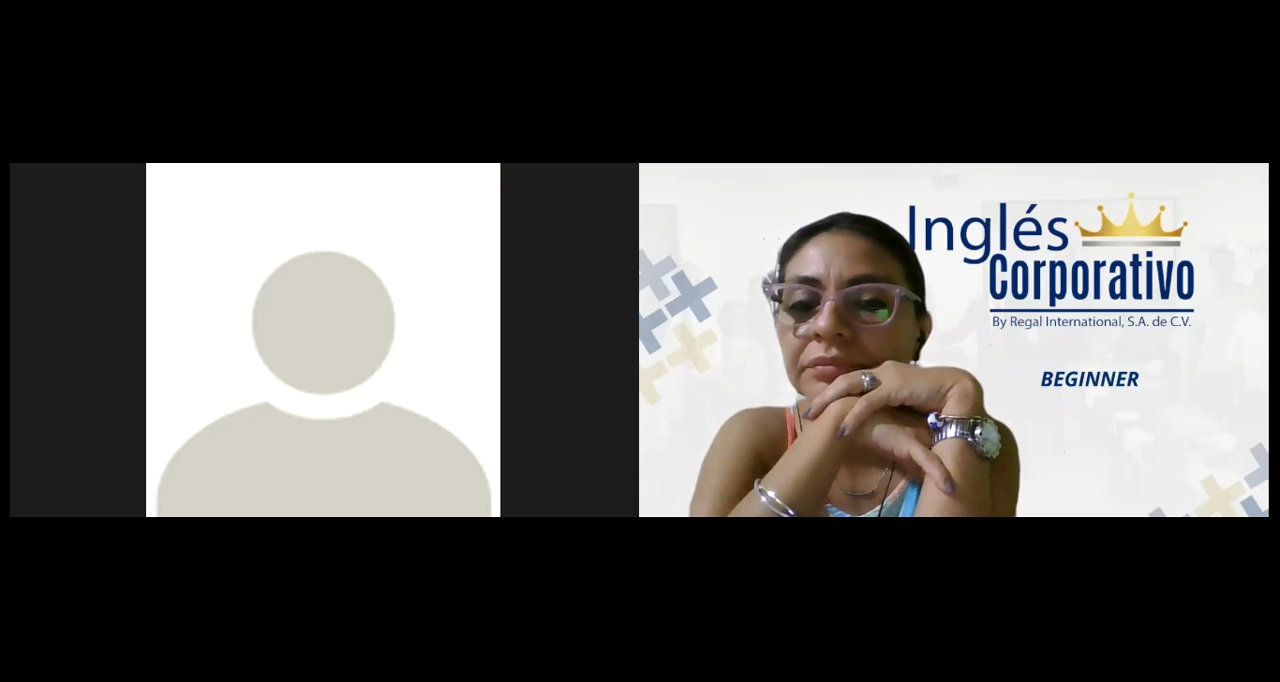 Inglés
Corporativo
By Regal International, S.A. de C.V.
BEGINNER